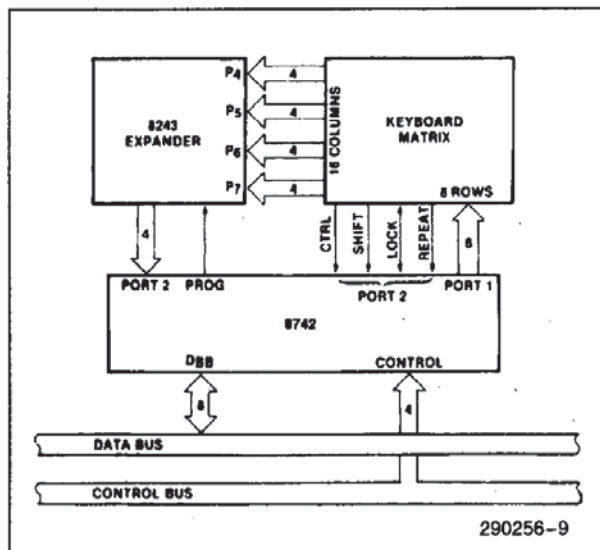 8243
EXPANDER
P4
P5
P6
P7
4
4
4
4
16 COLUMNS
KEYBOARD
MATRIX
8 ROWS
4
CTRL
SHIFT
LOCK
REPEAT
8
PORT 2
PROG
PORT 2
PORT 1
8742
DBB
CONTROL
8
4
DATA BUS
CONTROL BUS
290256-9